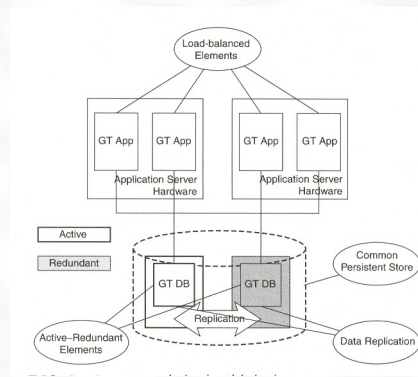 Load-balanced
Elements
GT App
GT App
GT App
GT App
Application Server
Hardware
Application Server
Hardware
Active
Redundant
GT DB
GT DB
Replication
Common
Persistent Store
Active–Redundant
Elements
Data Replication